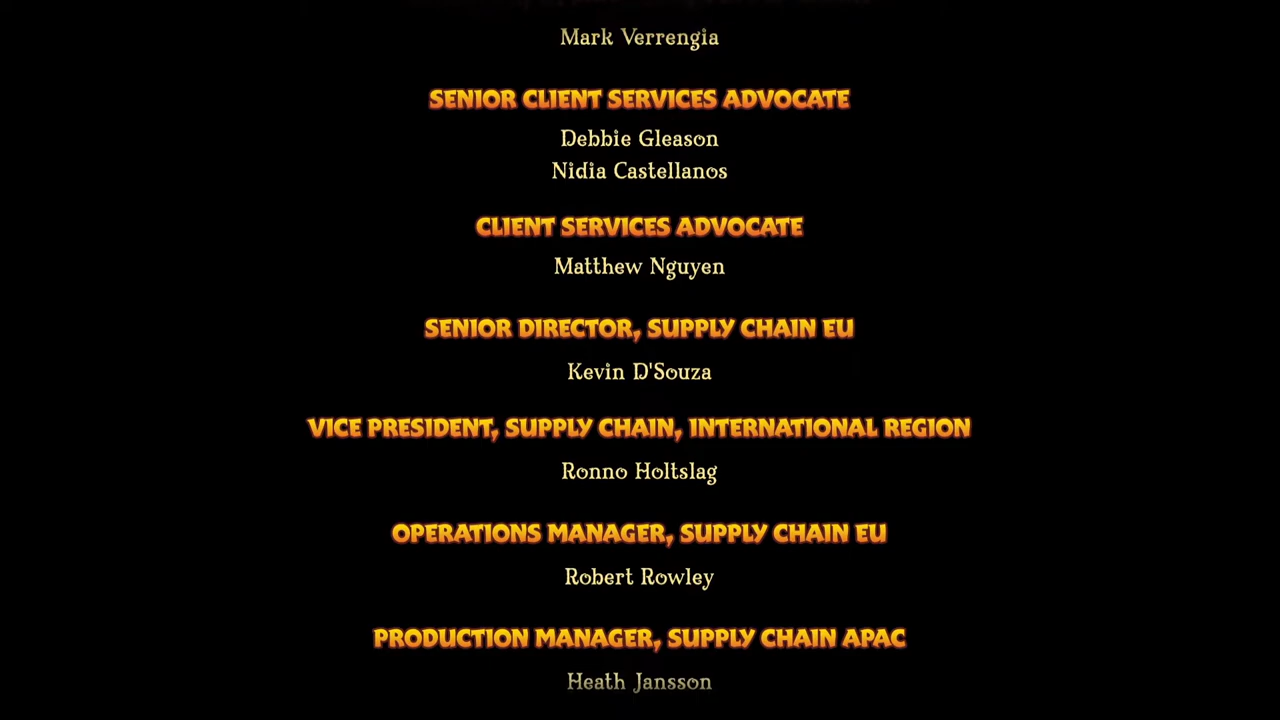 Mark Verrengia
SENIOR CLIENT SERVICES ADVOCATE
Debbie Gleason
Nidia Castellanos
CLIENT SERVICES ADVOCATE
Matthew Nguyen
SENIOR DIRECTOR, SUPPLY CHAIN EU
Kevin D'Souza
VICE PRESIDENT, SUPPLY CHAIN, INTERNATIONAL REGION
Ronno Holtslag
OPERATIONS MANAGER, SUPPLY CHAIN EU
Robert Rowley
PRODUCTION MANAGER, SUPPLY CHAIN APAC
Heath Jansson